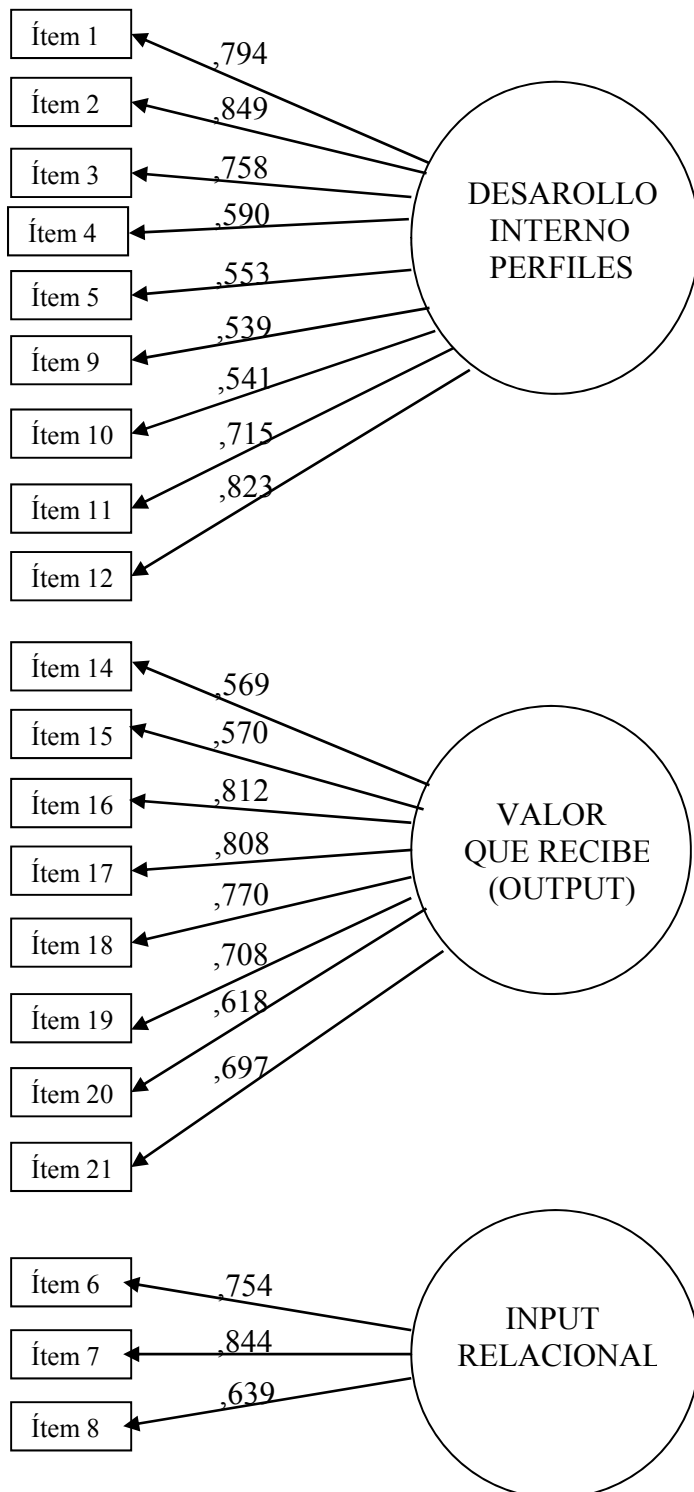 Ítem 1
,794
Ítem 2
,849
Ítem 3
,758
Ítem 4
,590
Ítem 5
,553
Ítem 9
,539
Ítem 10
,541
Ítem 11
,715
Ítem 12
,823
DESAROLLO
INTERNO
PERFILES
Ítem 14
,569
Ítem 15
,570
Ítem 16
,812
Ítem 17
,808
Ítem 18
,770
Ítem 19
,708
Ítem 20
,618
Ítem 21
,697
VALOR
QUE RECIBE
(OUTPUT)
Ítem 6
,754
Ítem 7
,844
Ítem 8
,639
INPUT
RELACIONAL